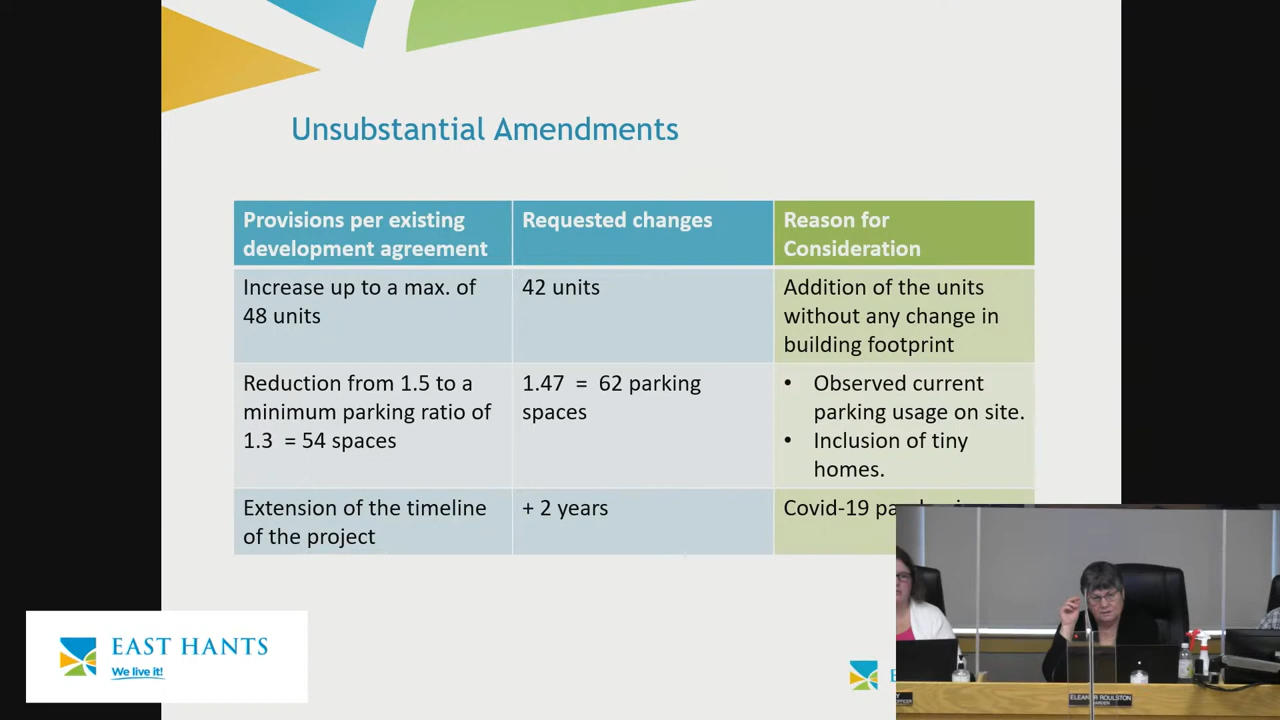 Unsubstantial Amendments
Provisions per existing
development agreement
Requested changes
Reason for
Consideration
Increase up to a max. of
48 units
42 units
Addition of the units
without any change in
building footprint
Reduction from 1.5 to a
minimum parking ratio of
1.3 = 54 spaces
1.47 = 62 parking
spaces
• Observed current
parking usage on site.
• Inclusion of tiny
homes.
Extension of the timeline
of the project
+ 2 years
Covid-19
EAST HANTS
We live it!
ELEANOR ROULSTON
WARDEN